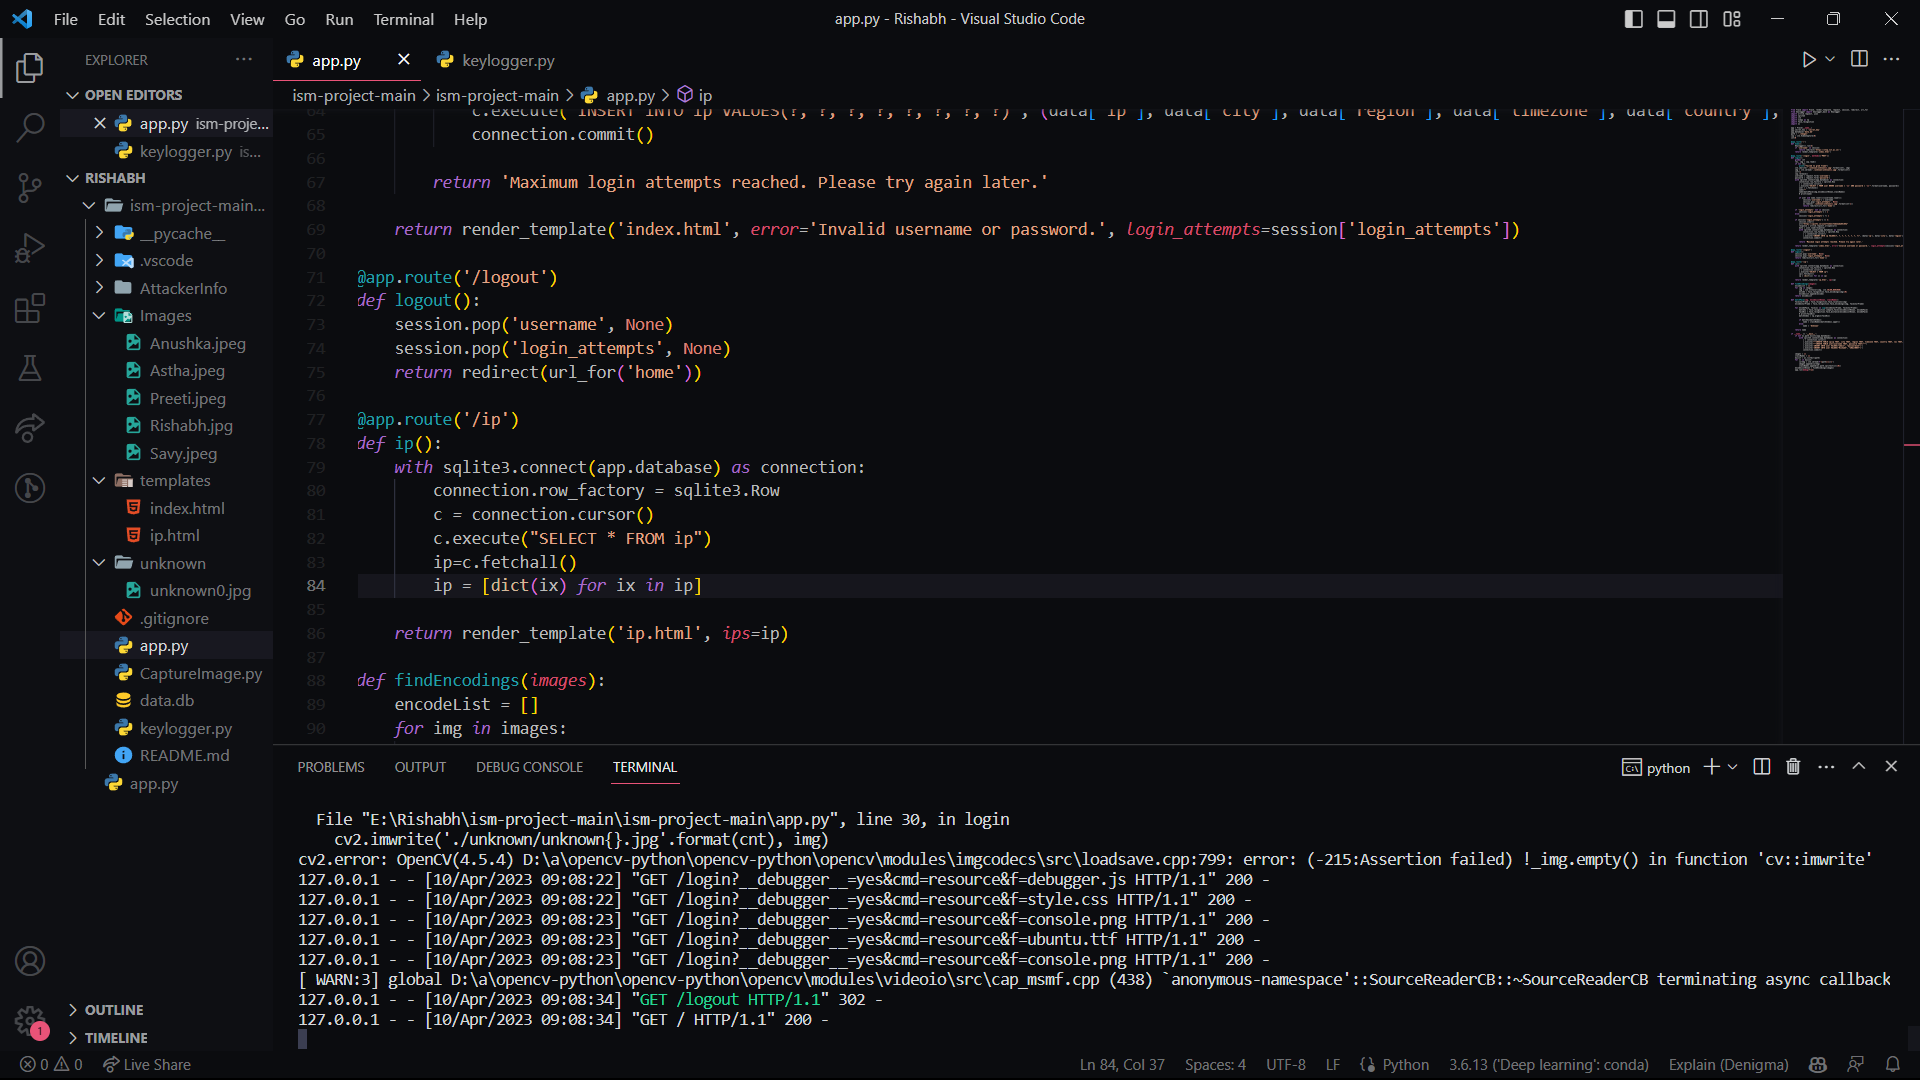 File Edit Selection View Go Run Terminal Help
app.py - Rishabh - Visual Studio Code
EXPLORER
OPEN EDITORS
app.py ism-proje...
keylogger.py is...
RISHABH
ism-project-main...
__pycache__
.vscode
AttackerInfo
Images
Anushka.jpeg
Astha.jpeg
Preeti.jpeg
Rishabh.jpg
Savy.jpeg
templates
index.html
ip.html
unknown
unknown0.jpg
.gitignore
app.py
CaptureImage.py
data.db
keylogger.py
README.md
app.py
OUTLINE
TIMELINE
app.py
keylogger.py
ism-project-main > ism-project-main > app.py > ip
64 c.execute('INSERT INTO ip VALUES(?, ?, ?, ?, ?, ?, ?, ?)', (data['ip'], data['city'], data['region'], data['timezone'], data['country'],
65 connection.commit()
66
67 return 'Maximum login attempts reached. Please try again later.'
68
69 return render_template('index.html', error='Invalid username or password.', login_attempts=session['login_attempts'])
70
71 @app.route('/logout')
72 def logout():
73 session.pop('username', None)
74 session.pop('login_attempts', None)
75 return redirect(url_for('home'))
76
77 @app.route('/ip')
78 def ip():
79 with sqlite3.connect(app.database) as connection:
80 connection.row_factory = sqlite3.Row
81 c = connection.cursor()
82 c.execute("SELECT * FROM ip")
83 ip=c.fetchall()
84 ip = [dict(ix) for ix in ip]
85
86 return render_template('ip.html', ips=ip)
87
88 def findEncodings(images):
89 encodeList = []
90 for img in images:
PROBLEMS OUTPUT DEBUG CONSOLE TERMINAL
python
File "E:\Rishabh\ism-project-main\ism-project-main\app.py", line 30, in login
cv2.imwrite('./unknown/unknown{}.jpg'.format(cnt), img)
cv2.error: OpenCV(4.5.4) D:\a\opencv-python\opencv-python\opencv\modules\imgcodecs\src\loadsave.cpp:799: error: (-215:Assertion failed) !_img.empty() in function 'cv::imwrite'
127.0.0.1 - - [10/Apr/2023 09:08:22] "GET /login?__debugger__=yes&cmd=resource&f=debugger.js HTTP/1.1" 200 -
127.0.0.1 - - [10/Apr/2023 09:08:22] "GET /login?__debugger__=yes&cmd=resource&f=style.css HTTP/1.1" 200 -
127.0.0.1 - - [10/Apr/2023 09:08:23] "GET /login?__debugger__=yes&cmd=resource&f=console.png HTTP/1.1" 200 -
127.0.0.1 - - [10/Apr/2023 09:08:23] "GET /login?__debugger__=yes&cmd=resource&f=ubuntu.ttf HTTP/1.1" 200 -
127.0.0.1 - - [10/Apr/2023 09:08:23] "GET /login?__debugger__=yes&cmd=resource&f=console.png HTTP/1.1" 200 -
[ WARN:3] global D:\a\opencv-python\opencv-python\opencv\modules\videoio\src\cap_msmf.cpp (438) `anonymous-namespace'::SourceReaderCB::~SourceReaderCB terminating async callback
127.0.0.1 - - [10/Apr/2023 09:08:34] "GET /logout HTTP/1.1" 302 -
127.0.0.1 - - [10/Apr/2023 09:08:34] "GET / HTTP/1.1" 200 -
1
0 0 Live Share
Ln 84, Col 37 Spaces: 4 UTF-8 LF Python 3.6.13 ('Deep learning': conda) Explain (Denigma)